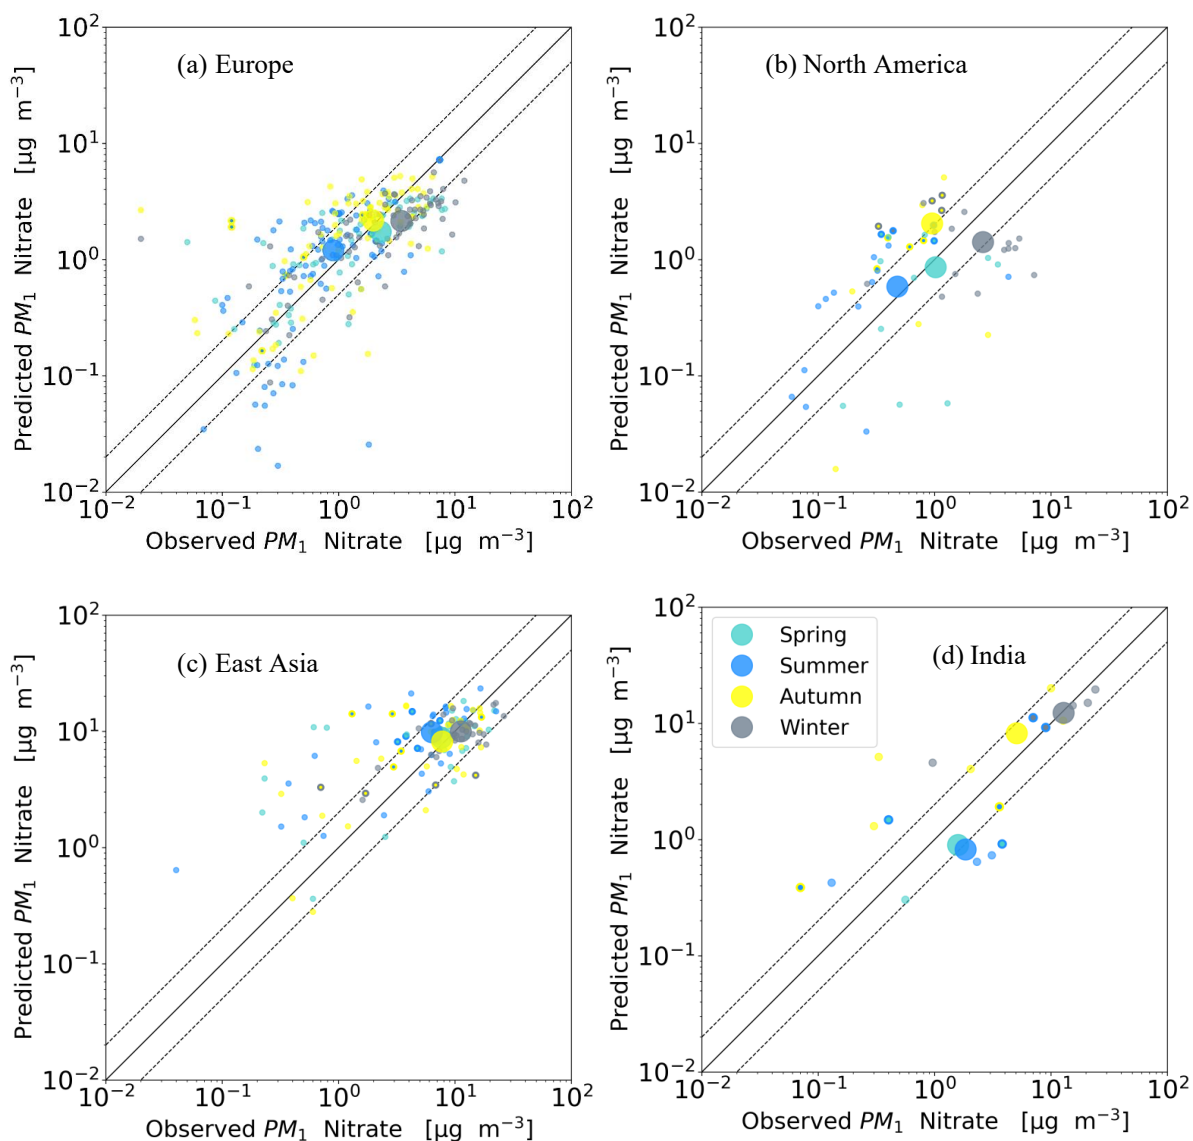 (a) Europe
10² 10¹ 10⁰ 10⁻¹ 10⁻²
Predicted PM₁ Nitrate [µg m⁻³]
10⁻² 10⁻¹ 10⁰ 10¹ 10²
Observed PM₁ Nitrate [µg m⁻³]
(b) North America
10² 10¹ 10⁰ 10⁻¹ 10⁻²
Predicted PM₁ Nitrate [µg m⁻³]
10⁻² 10⁻¹ 10⁰ 10¹ 10²
Observed PM₁ Nitrate [µg m⁻³]
(c) East Asia
10² 10¹ 10⁰ 10⁻¹ 10⁻²
Predicted PM₁ Nitrate [µg m⁻³]
10⁻² 10⁻¹ 10⁰ 10¹ 10²
Observed PM₁ Nitrate [µg m⁻³]
Spring
Summer
Autumn
Winter
(d) India
10² 10¹ 10⁰ 10⁻¹ 10⁻²
Predicted PM₁ Nitrate [µg m⁻³]
10⁻² 10⁻¹ 10⁰ 10¹ 10²
Observed PM₁ Nitrate [µg m⁻³]